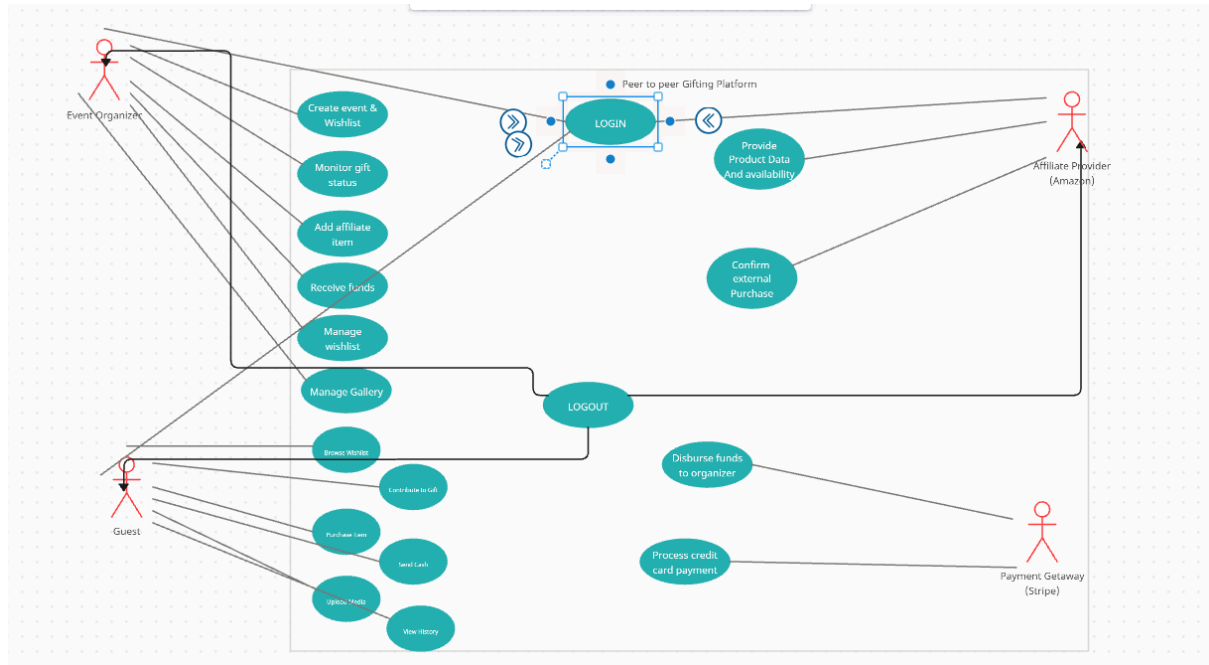 Peer to peer Gifting Platform
Event Organizer
Create event &
Wishlist
LOGIN
Provide
Product Data
And availability
Affiliate Provider
(Amazon)
Monitor gift
status
Add affiliate
item
Receive funds
Confirm
external
Purchase
Manage
wishlist
Manage Gallery
LOGOUT
Browse Wishlist
Contribute to Gift
Disburse funds
to organizer
Guest
Purchase item
Send Cash
Process credit
card payment
Payment Getaway
(Stripe)
Upload Media
View History